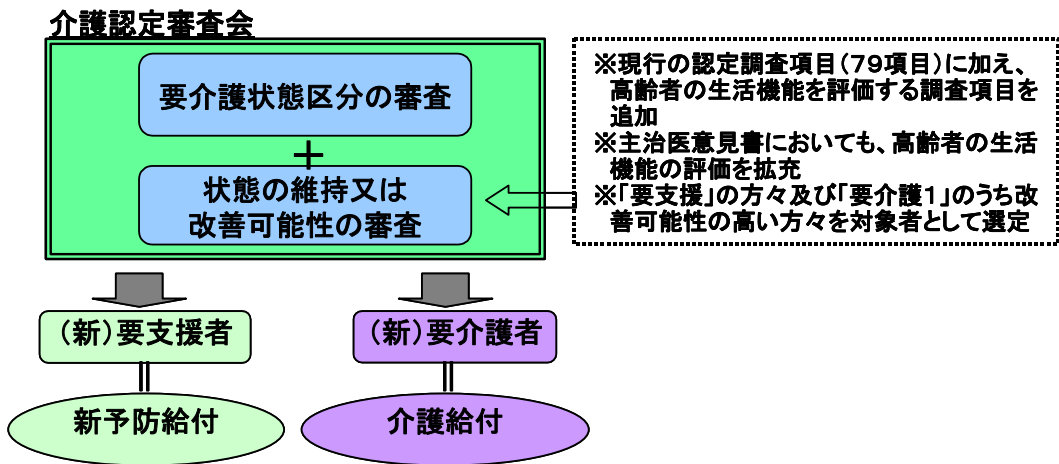 介護認定審査会
要介護状態区分の審査
+
状態の維持又は
改善可能性の審査
※現行の認定調査項目(79項目)に加え、
高齢者の生活機能を評価する調査項目を
追加
※主治医意見書においても、高齢者の生活
機能の評価を拡充
※「要支援」の方々及び「要介護1」のうち改
善可能性の高い方々を対象者として選定
(新)要支援者
(新)要介護者
新予防給付
介護給付